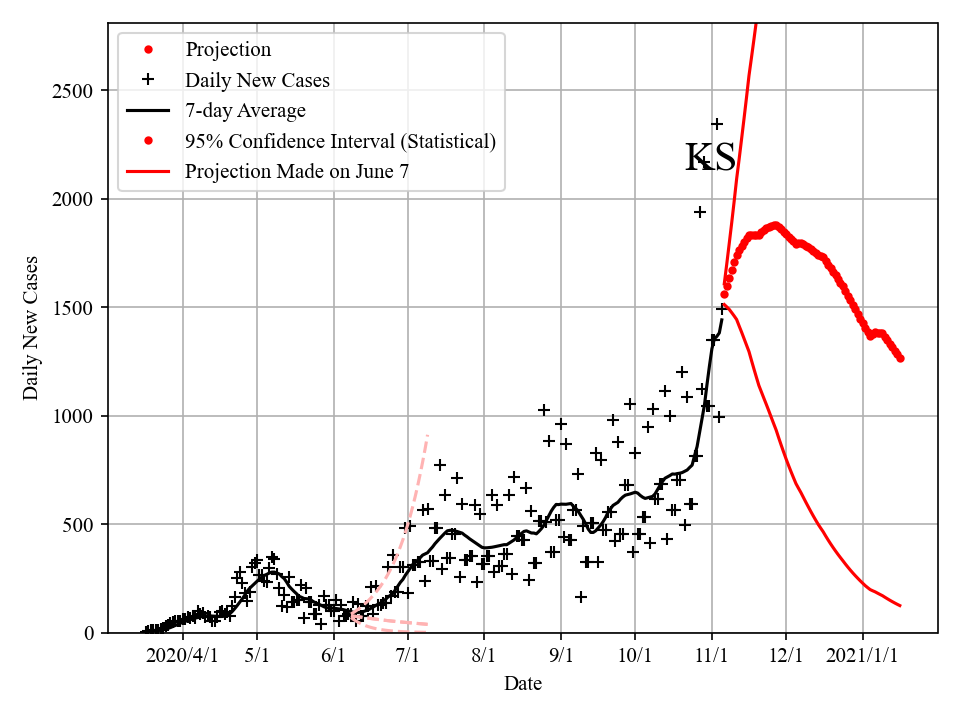 Projection
Daily New Cases
7-day Average
95% Confidence Interval (Statistical)
Projection Made on June 7
KS
Daily New Cases
2500
2000
1500
1000
500
0
2020/4/1 5/1 6/1 7/1 8/1 9/1 10/1 11/1 12/1 2021/1/1
Date